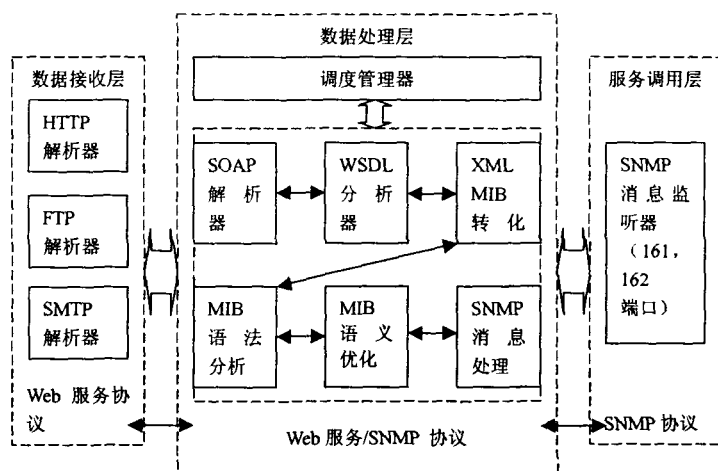 数据接收层
HTTP
解析器
FTP
解析器
SMTP
解析器
Web 服务协
议
数据处理层
调度管理器
SOAP
解析器
WSDL
分析器
XML
MIB
转化
MIB
语法
分析
MIB
语义
优化
SNMP
消息
处理
Web 服务/SNMP 协议
服务调用层
SNMP
消息监
听器
（161，
162
端口）
SNMP 协议